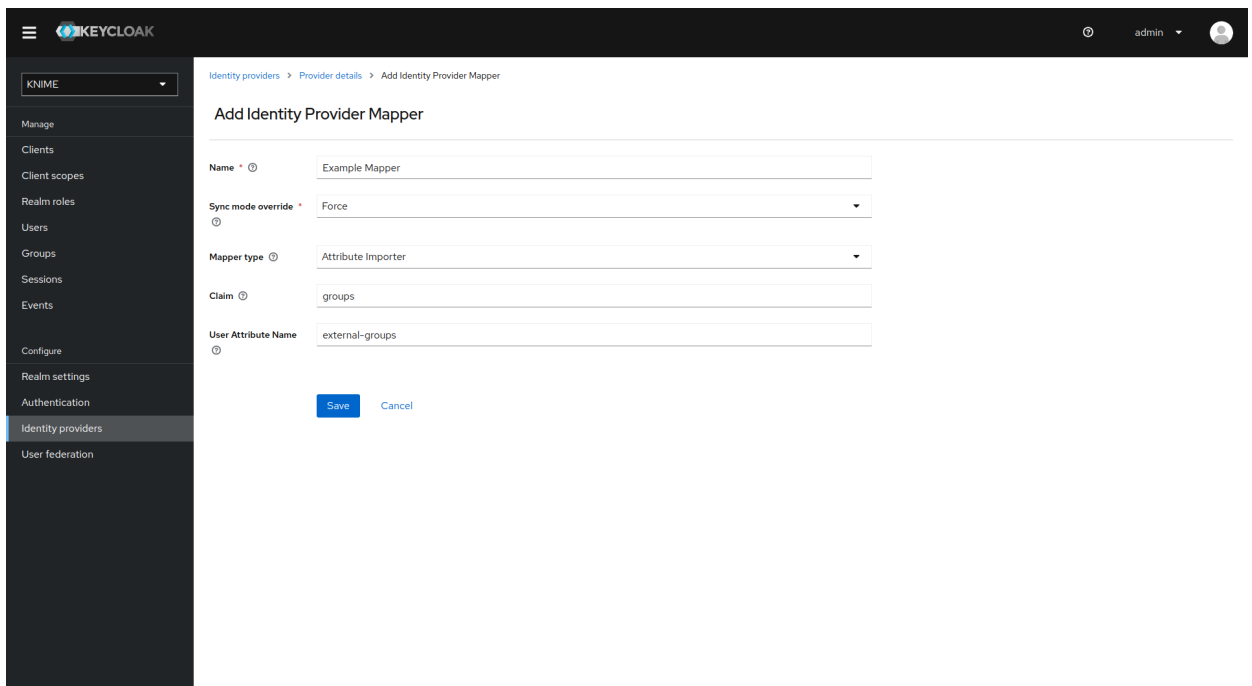 KEYCLOAK
admin
KNIME
Manage
Clients
Client scopes
Realm roles
Users
Groups
Sessions
Events
Configure
Realm settings
Authentication
Identity providers
User federation
Identity providers > Provider details > Add Identity Provider Mapper
Add Identity Provider Mapper
Name * Example Mapper
Sync mode override * Force
Mapper type Attribute Importer
Claim groups
User Attribute Name external-groups
Save Cancel